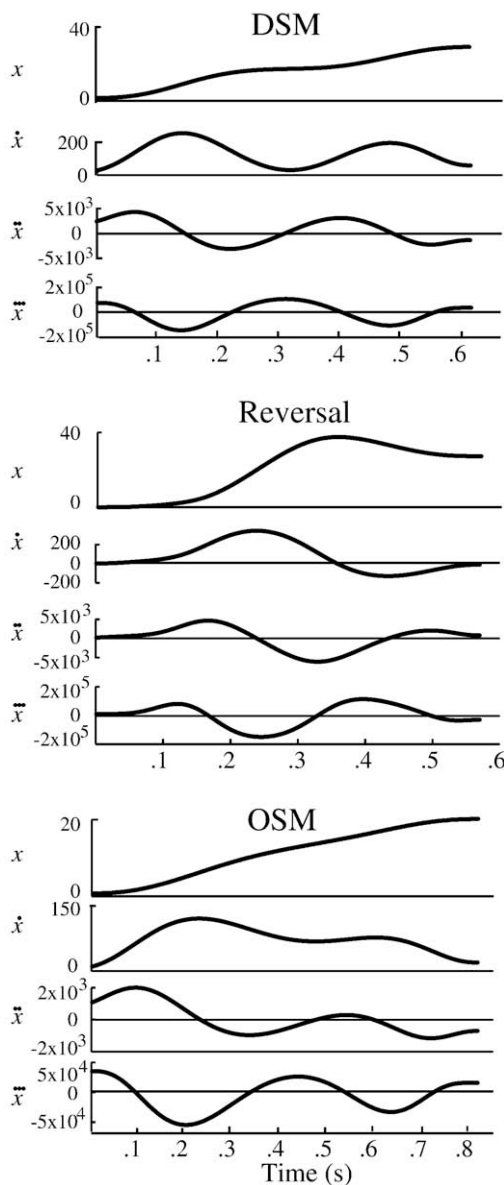 DSM
40
x
0
ẋ
200
0
5x10³
ẍ
0
-5x10³
2x10⁵
x⃛
0
-2x10⁵
.1 .2 .3 .4 .5 .6
Reversal
40
x
0
200
ẋ
0
-200
5x10³
ẍ
0
-5x10³
2x10⁵
x⃛
0
-2x10⁵
.1 .2 .3 .4 .5 .6
OSM
20
x
0
150
ẋ
0
2x10³
ẍ
0
-2x10³
5x10⁴
x⃛
0
-5x10⁴
.1 .2 .3 .4 .5 .6 .7 .8
Time (s)